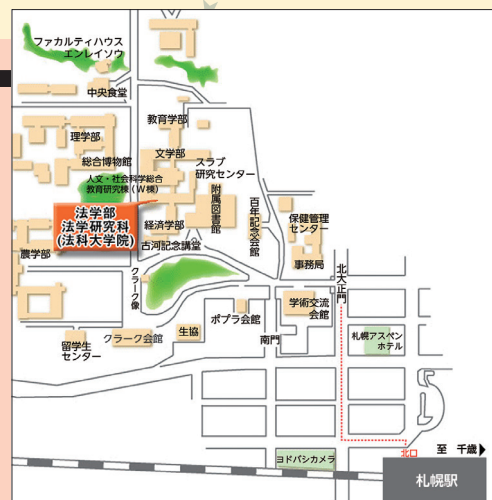 ファカルティハウス
エンレイソウ
中央食堂
教育学部
理学部
文学部
総合博物館
スラブ
研究センター
人文・社会科学総合
教育研究棟(W棟)
附属図書館
百年記念会館
法学部
法学研究科
(法科大学院)
経済学部
保健管理
センター
古河記念講堂
農学部
事務局
クラーク像
北大正門
学術交流
会館
ポプラ会館
生協
クラーク会館
留学生
センター
南門
札幌アスペン
ホテル
ヨドバシカメラ
北口
至 千歳
札幌駅